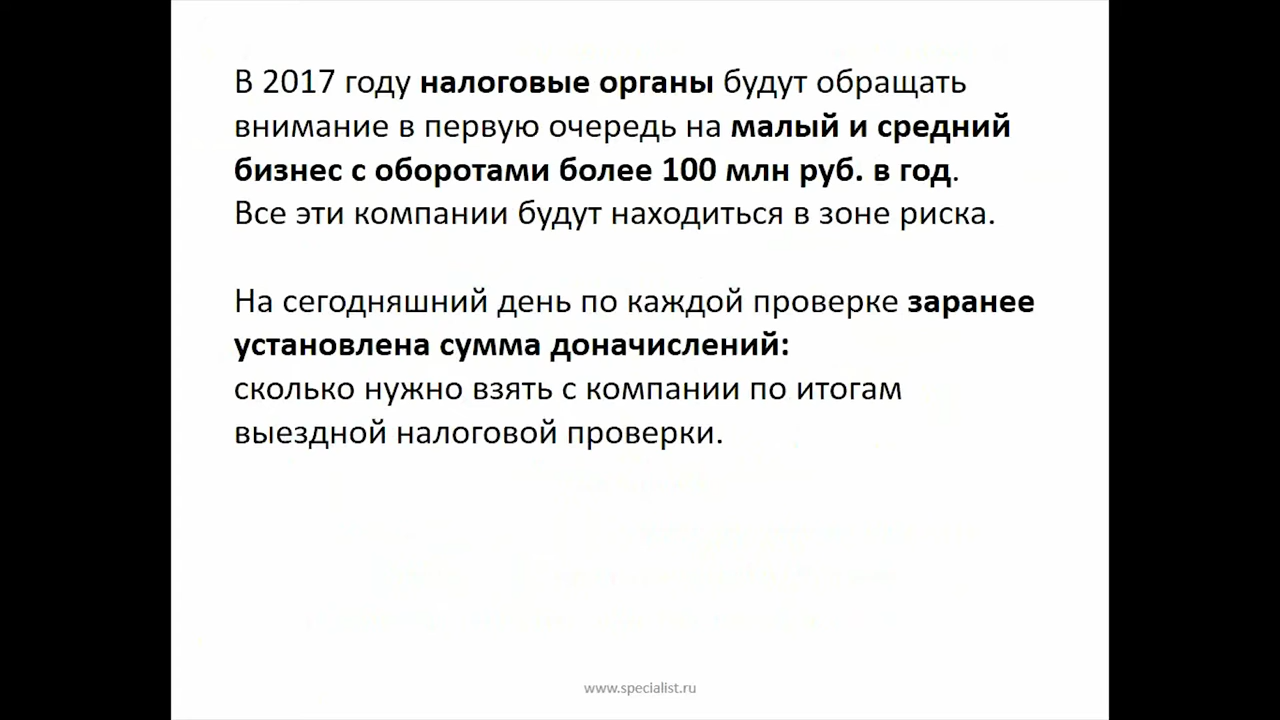 В 2017 году налоговые органы будут обращать
внимание в первую очередь на малый и средний
бизнес с оборотами более 100 млн руб. в год.
Все эти компании будут находиться в зоне риска.
На сегодняшний день по каждой проверке заранее
установлена сумма доначислений:
сколько нужно взять с компании по итогам
выездной налоговой проверки.
www.specialist.ru